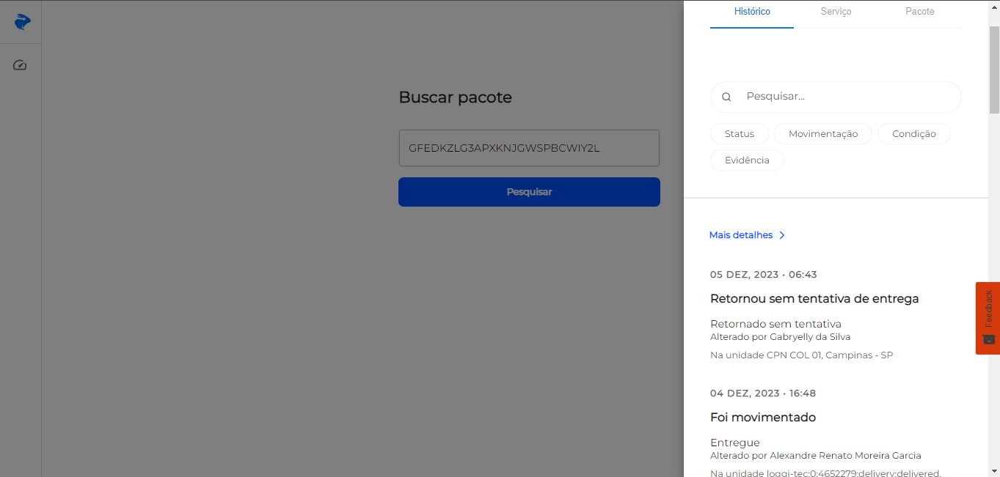 Buscar pacote
GFEDKZLG3APXKNJGWSPBCWIY2L
Pesquisar
Histórico Serviço Pacote
Pesquisar...
Status Movimentação Condição
Evidência
Mais detalhes
05 DEZ, 2023 • 06:43
Retornou sem tentativa de entrega
Retornado sem tentativa
Alterado por Gabryelly da Silva
Na unidade CPN COL 01, Campinas - SP
04 DEZ, 2023 • 16:48
Foi movimentado
Entregue
Alterado por Alexandre Renato Moreira Garcia
Na unidade loggi-tec:0:4652279:delivery:delivered,
Feedback